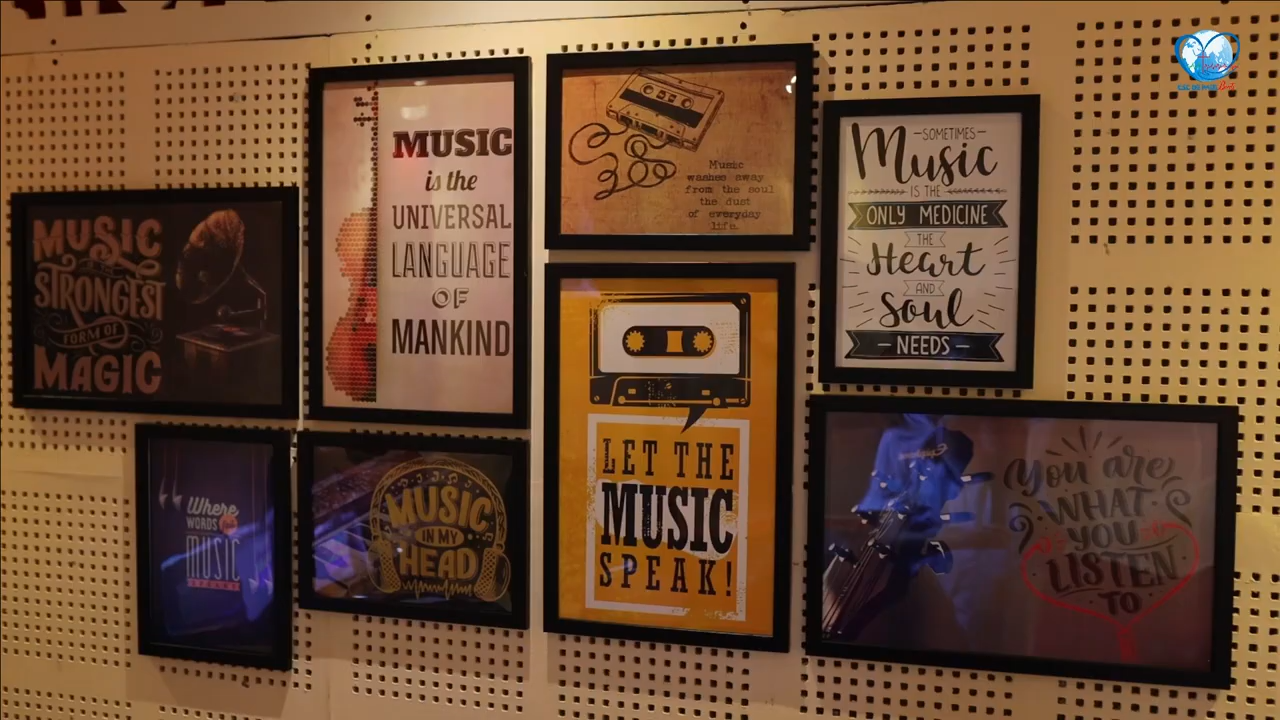 MUSIC
STRONGEST
FORM OF
MAGIC
MUSIC
is the
UNIVERSAL
LANGUAGE
OF
MANKIND
Music
washes away
from the soul
the dust
of everyday
life.
-SOMETIMES-
Music
IS THE
ONLY MEDICINE
THE
Heart
AND
Soul
- NEEDS -
Where
WORDS
MUSIC
MUSIC
IN MY
HEAD
LET THE
MUSIC
SPEAK!
Epiphone
You are
WHAT
YOU
LISTEN
TO